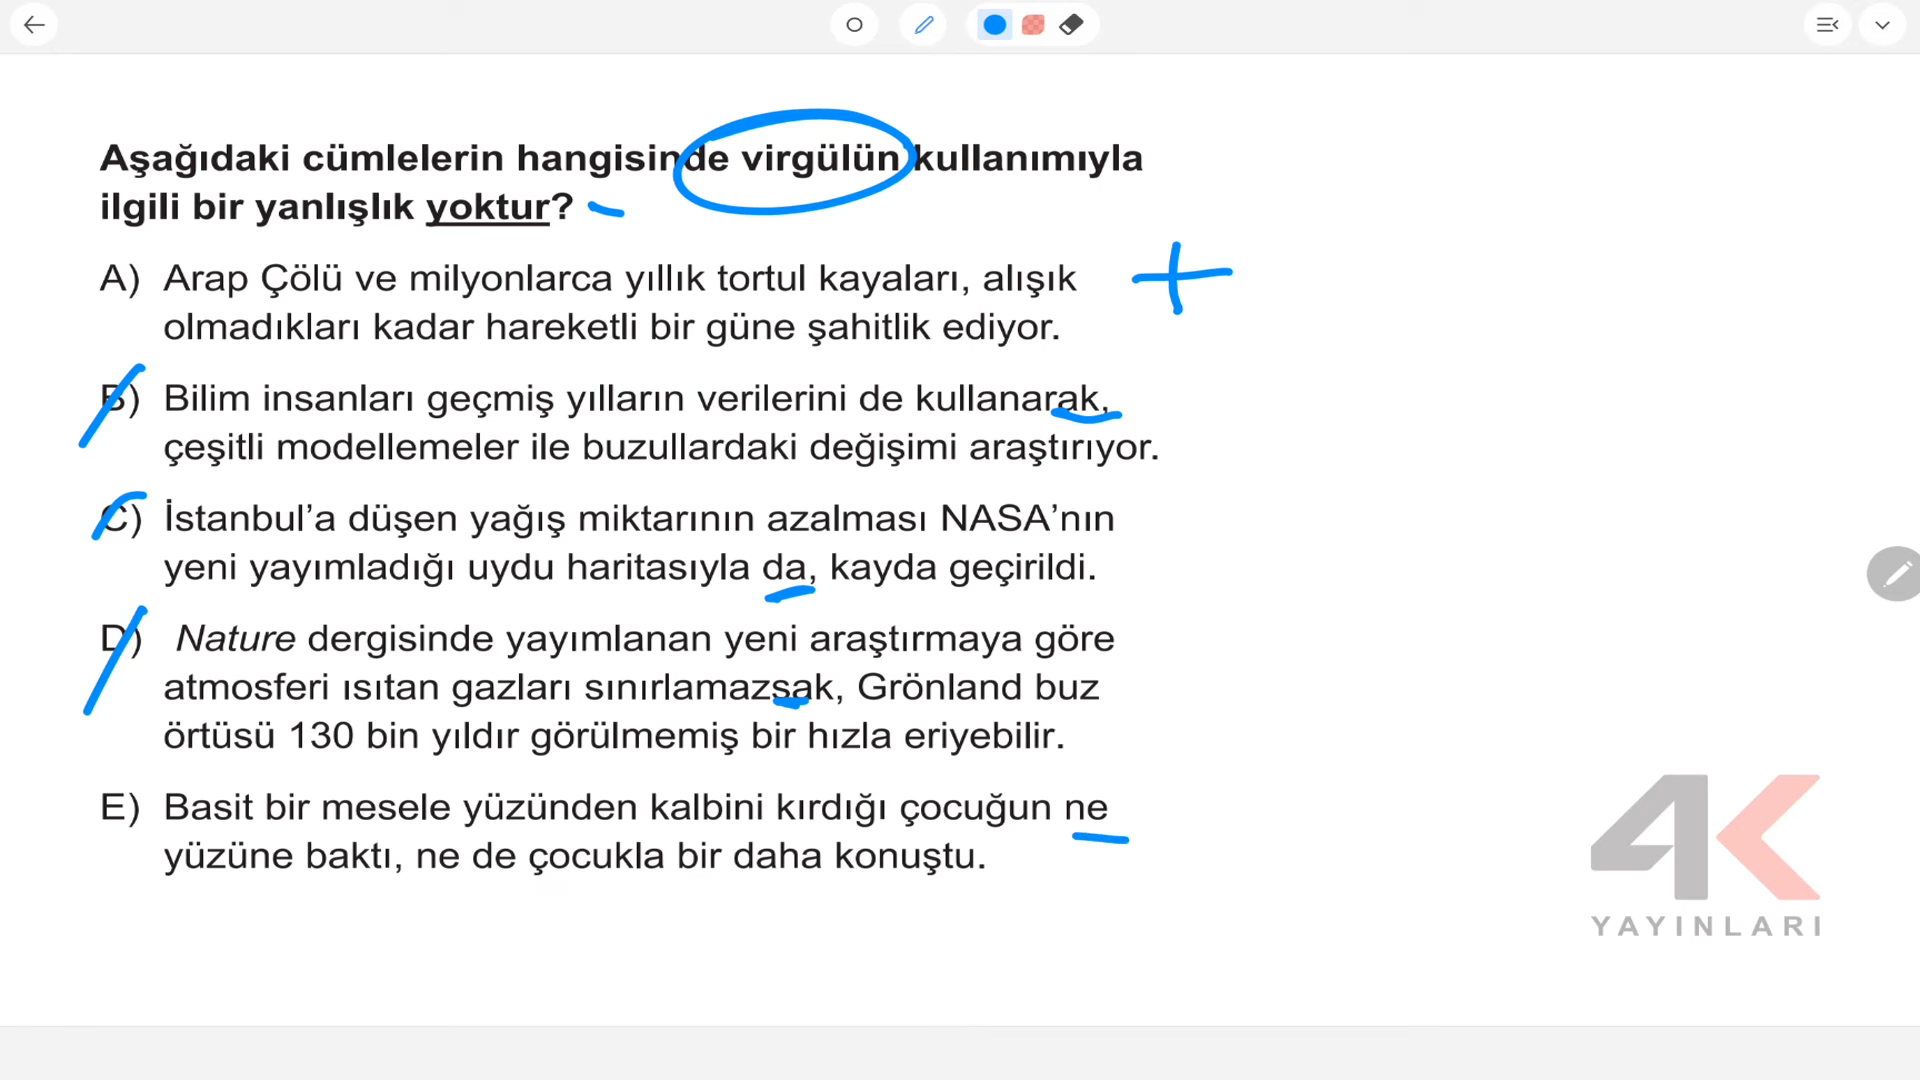 Aşağıdaki cümlelerin hangisinde virgülün kullanımıyla
ilgili bir yanlışlık yoktur?
A) Arap Çölü ve milyonlarca yıllık tortul kayaları, alışık
olmadıkları kadar hareketli bir güne şahitlik ediyor.
B) Bilim insanları geçmiş yılların verilerini de kullanarak,
çeşitli modellemeler ile buzullardaki değişimi araştırıyor.
C) İstanbul’a düşen yağış miktarının azalması NASA’nın
yeni yayımladığı uydu haritasıyla da, kayda geçirildi.
D) Nature dergisinde yayımlanan yeni araştırmaya göre
atmosferi ısıtan gazları sınırlamazsak, Grönland buz
örtüsü 130 bin yıldır görülmemiş bir hızla eriyebilir.
E) Basit bir mesele yüzünden kalbini kırdığı çocuğun ne
yüzüne baktı, ne de çocukla bir daha konuştu.
4K
YAYINLARI